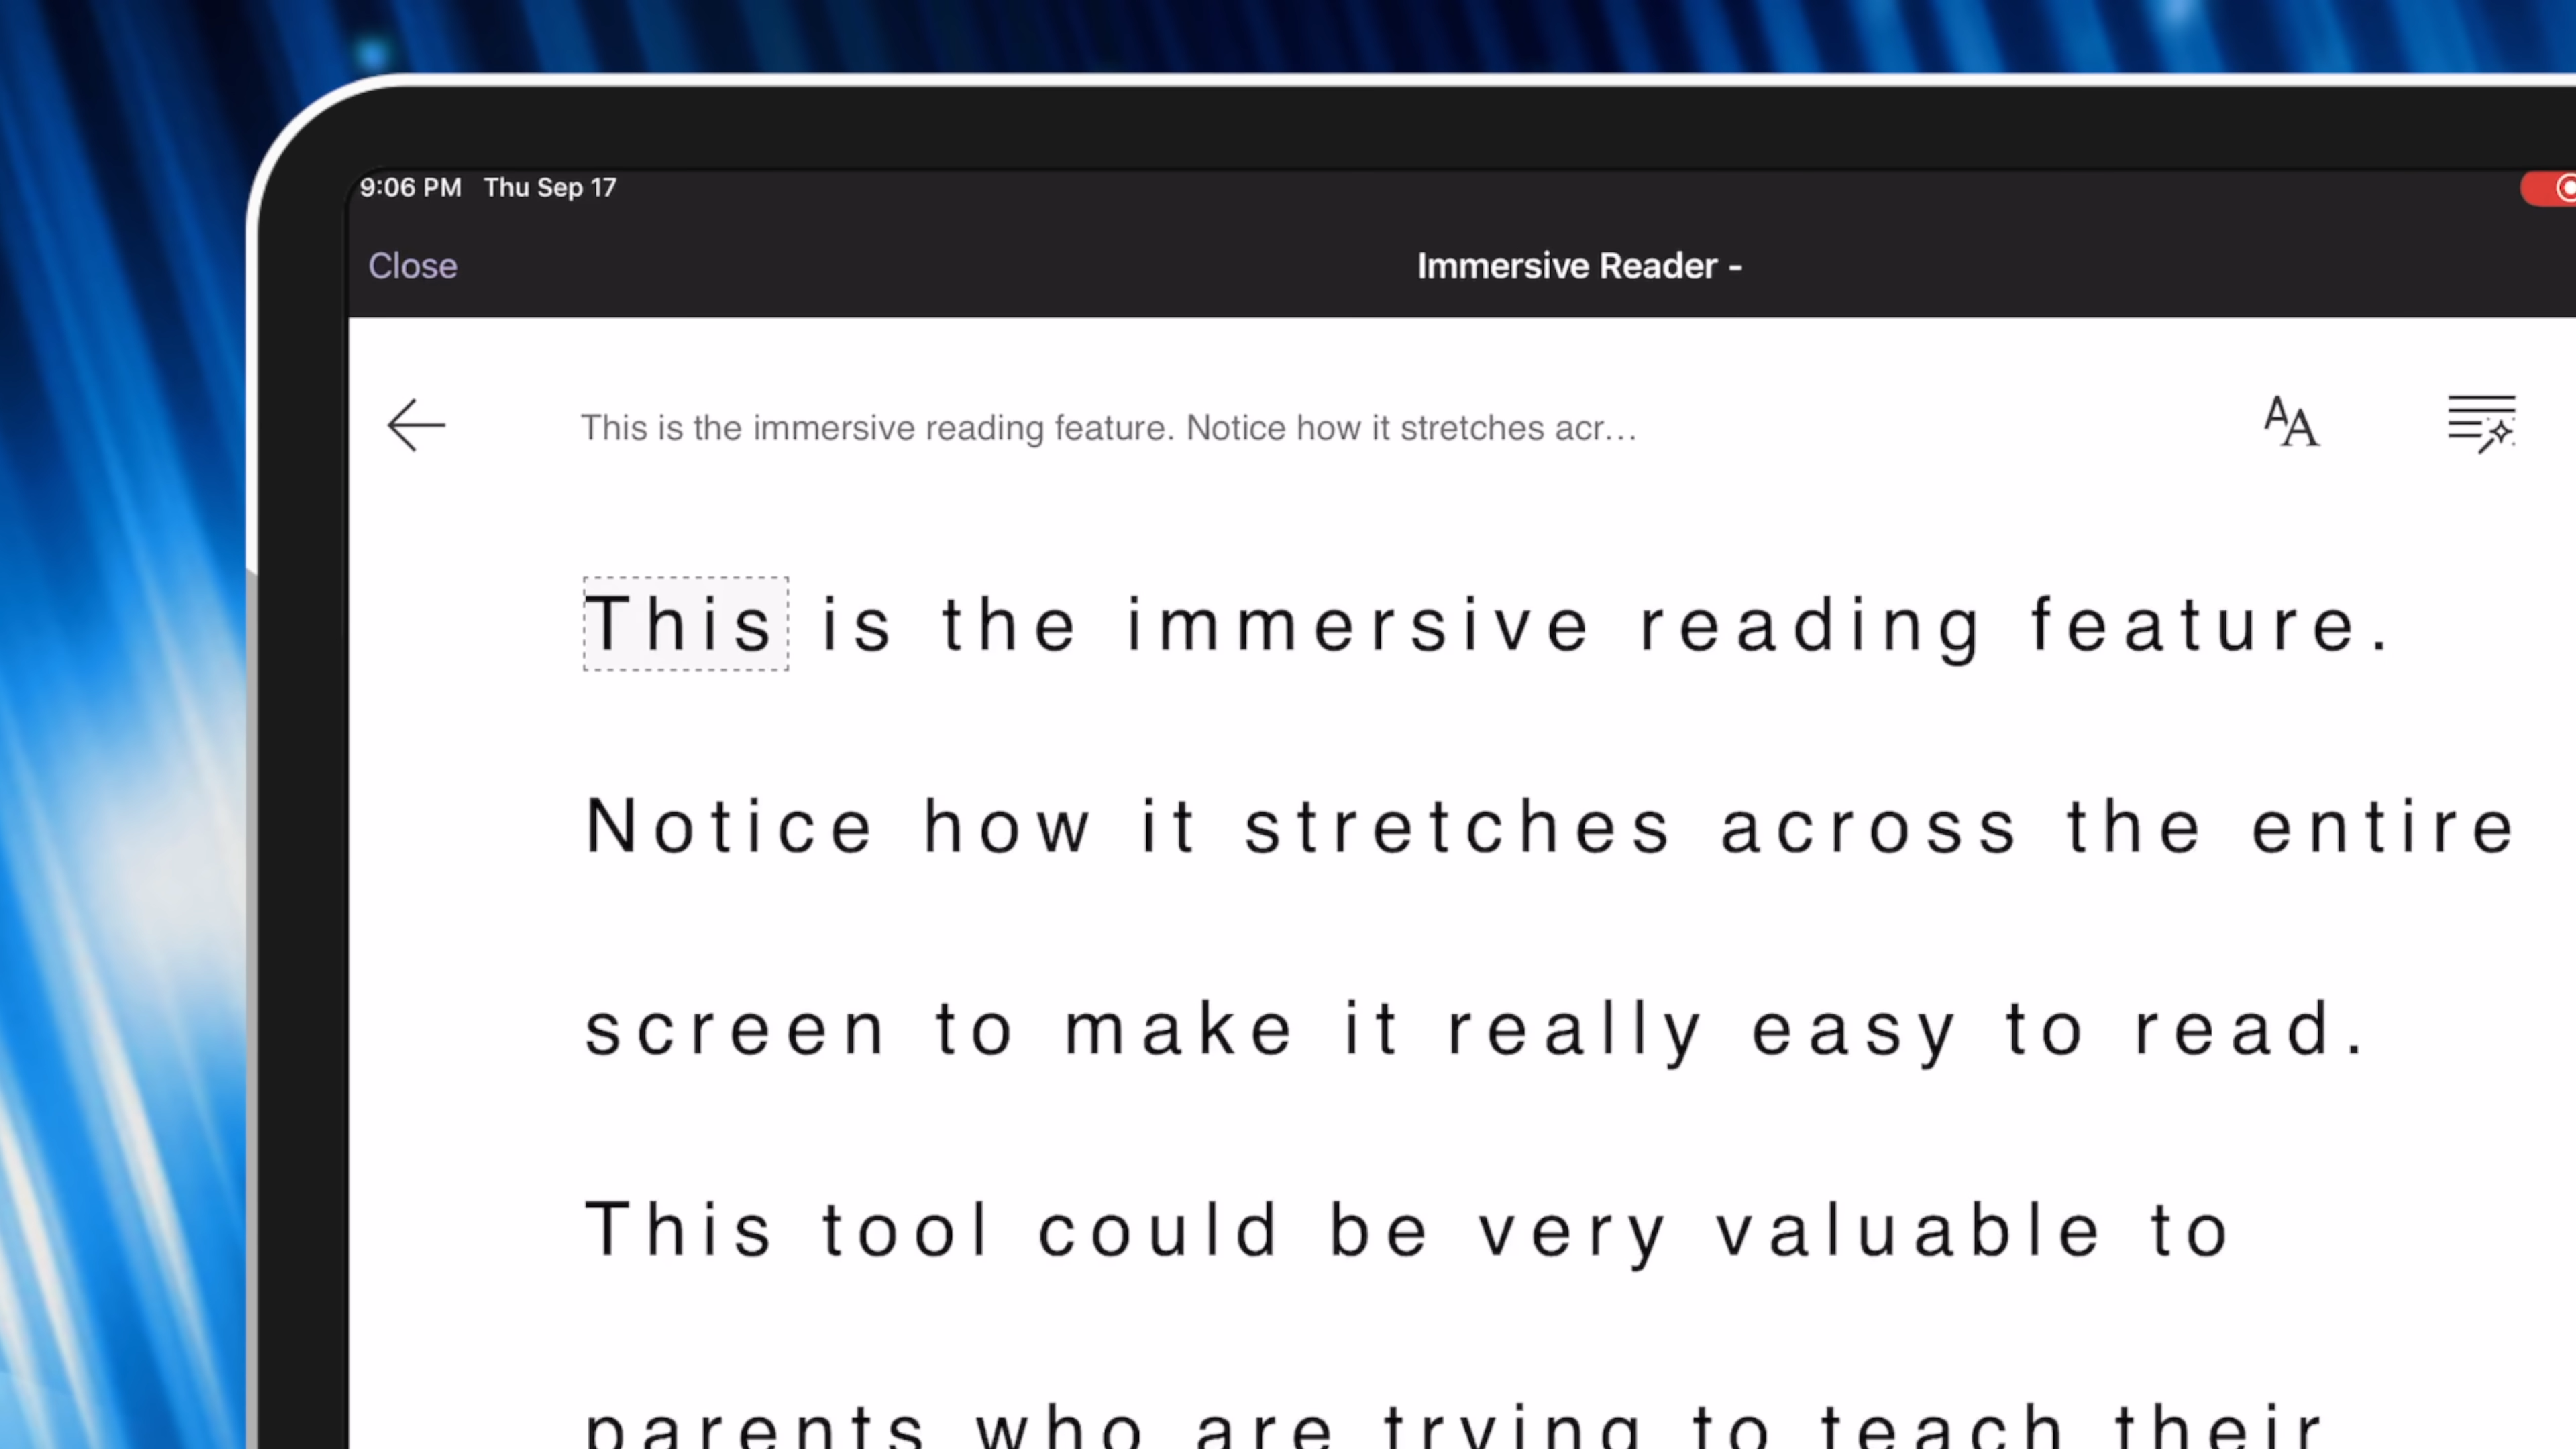 9:06 PM Thu Sep 17
Close
Immersive Reader -
This is the immersive reading feature. Notice how it stretches acr...
AA
This is the immersive reading feature.
Notice how it stretches across the entire
screen to make it really easy to read.
This tool could be very valuable to
parents who are trying to teach their